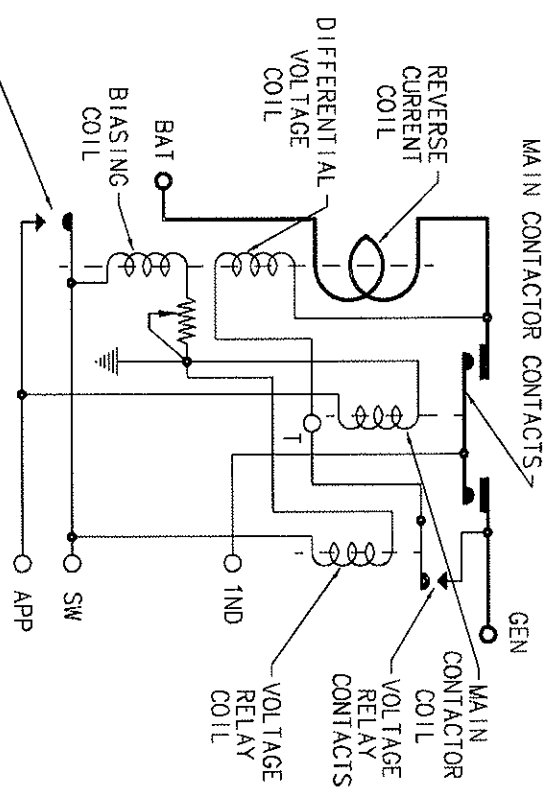 MAIN CONTACTOR CONTACTS
GEN
REVERSE
CURRENT
COIL
MAIN
CONTACTOR
COIL
DIFFERENTIAL
VOLTAGE
COIL
VOLTAGE
RELAY
CONTACTS
T
BAT
1ND
VOLTAGE
RELAY
COIL
BIASING
COIL
SW
APP